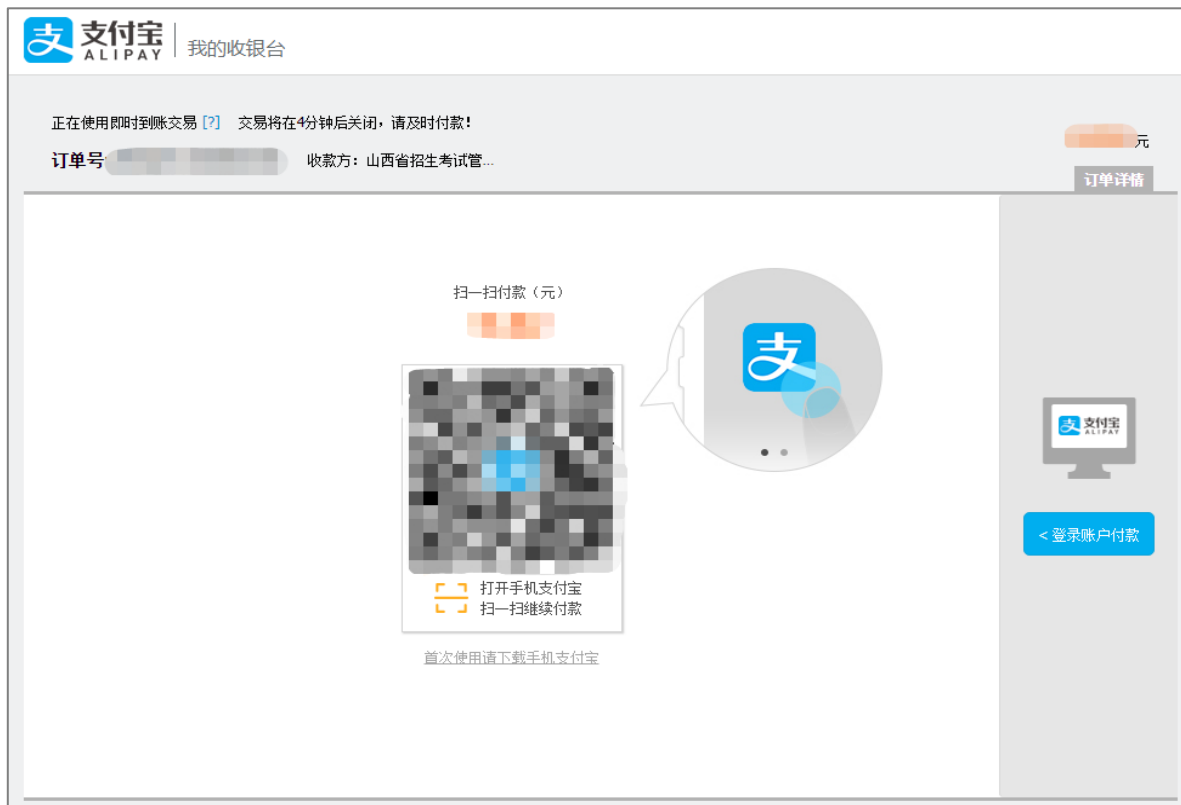 支付宝
ALIPAY
我的收银台
正在使用即时到账交易 [?] 交易将在4分钟后关闭，请及时付款！
订单号 收款方：山西省招生考试管...
元
订单详情
扫一扫付款（元）
支
支付宝
ALIPAY
打开手机支付宝
扫一扫继续付款
<登录账户付款
首次使用请下载手机支付宝